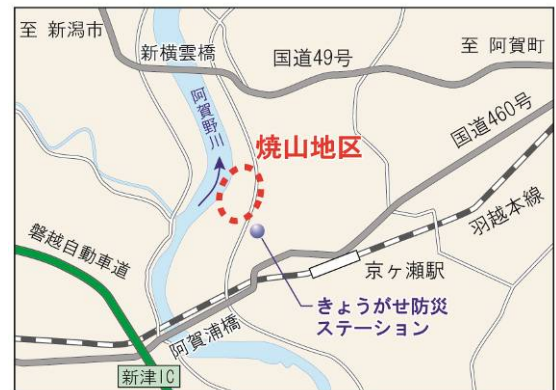 至 新潟市
新横雲橋
国道49号
至 阿賀町
阿賀野川
国道460号
焼山地区
羽越本線
磐越自動車道
京ヶ瀬駅
きょうがせ防災
ステーション
阿賀浦橋
新津IC